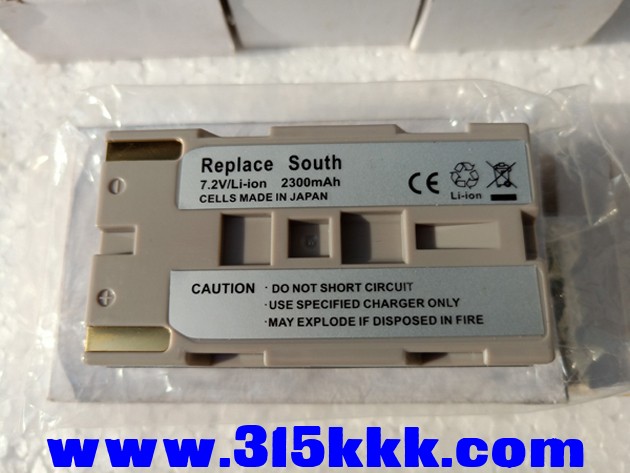 Replace South
7.2V/Li-ion 2300mAh
CELLS MADE IN JAPAN
CE
Li-ion
CAUTION · DO NOT SHORT CIRCUIT
· USE SPECIFIED CHARGER ONLY
· MAY EXPLODE IF DISPOSED IN FIRE
www.315kkk.com